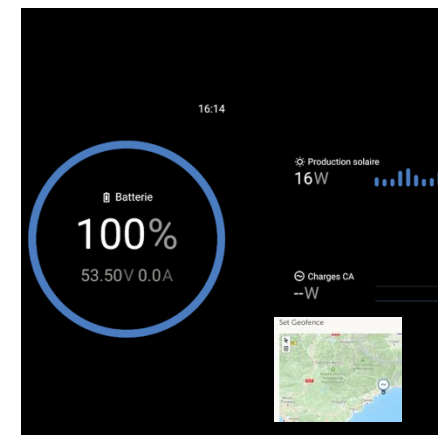 16:14
Production solaire
16W
Batterie
100%
53.50V 0.0A
Charges CA
--W
Set Geofence